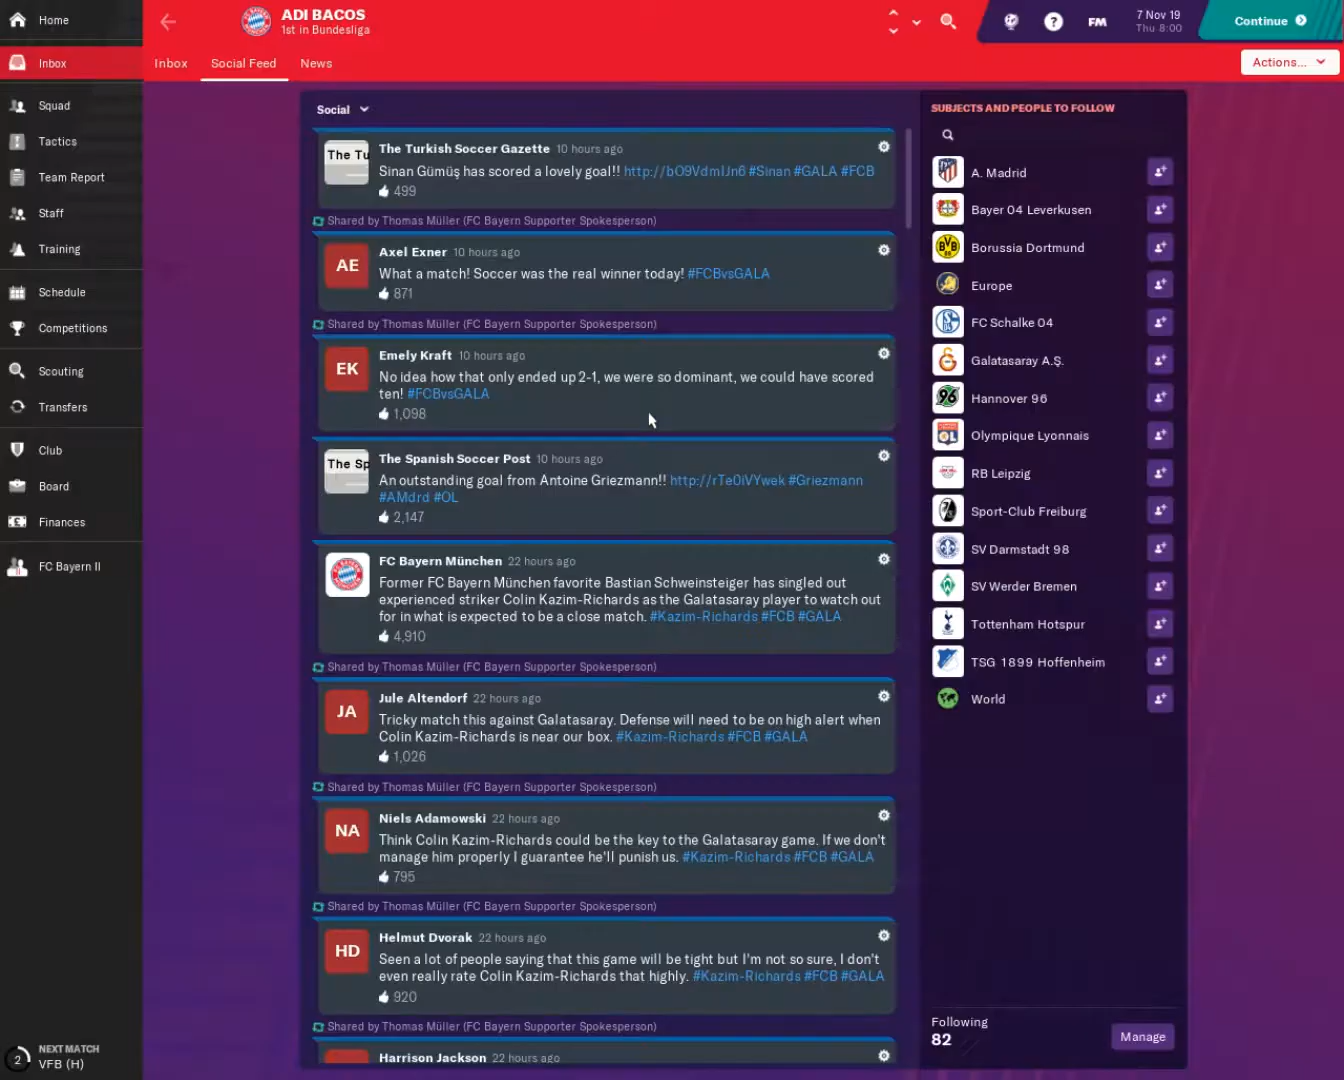 Home
Inbox
Squad
Tactics
Team Report
Staff
Training
Schedule
Competitions
Scouting
Transfers
Club
Board
Finances
FC Bayern II
2
NEXT MATCH
VFB (H)
ADI BACOS
1st in Bundesliga
FM
7 Nov 19
Thu 8:00
Continue
Inbox
Social Feed
News
Actions...
Social
The Tu
The Turkish Soccer Gazette 10 hours ago
Sinan Gümüş has scored a lovely goal!! http://bO9VdmIJn6 #Sinan #GALA #FCB
499
Shared by Thomas Müller (FC Bayern Supporter Spokesperson)
AE
Axel Exner 10 hours ago
What a match! Soccer was the real winner today! #FCBvsGALA
871
Shared by Thomas Müller (FC Bayern Supporter Spokesperson)
EK
Emely Kraft 10 hours ago
No idea how that only ended up 2-1, we were so dominant, we could have scored
ten! #FCBvsGALA
1,098
The Sp
The Spanish Soccer Post 10 hours ago
An outstanding goal from Antoine Griezmann!! http://rTe0iVYwek #Griezmann
#AMdrd #OL
2,147
FC Bayern München 22 hours ago
Former FC Bayern München favorite Bastian Schweinsteiger has singled out
experienced striker Colin Kazim-Richards as the Galatasaray player to watch out
for in what is expected to be a close match. #Kazim-Richards #FCB #GALA
4,910
Shared by Thomas Müller (FC Bayern Supporter Spokesperson)
JA
Jule Altendorf 22 hours ago
Tricky match this against Galatasaray. Defense will need to be on high alert when
Colin Kazim-Richards is near our box. #Kazim-Richards #FCB #GALA
1,026
Shared by Thomas Müller (FC Bayern Supporter Spokesperson)
NA
Niels Adamowski 22 hours ago
Think Colin Kazim-Richards could be the key to the Galatasaray game. If we don't
manage him properly I guarantee he'll punish us. #Kazim-Richards #FCB #GALA
795
Shared by Thomas Müller (FC Bayern Supporter Spokesperson)
HD
Helmut Dvorak 22 hours ago
Seen a lot of people saying that this game will be tight but I'm not so sure, I don't
even really rate Colin Kazim-Richards that highly. #Kazim-Richards #FCB #GALA
920
Shared by Thomas Müller (FC Bayern Supporter Spokesperson)
Harrison Jackson 22 hours ago
SUBJECTS AND PEOPLE TO FOLLOW
A. Madrid
Bayer 04 Leverkusen
Borussia Dortmund
Europe
FC Schalke 04
Galatasaray A.Ş.
Hannover 96
Olympique Lyonnais
RB Leipzig
Sport-Club Freiburg
SV Darmstadt 98
SV Werder Bremen
Tottenham Hotspur
TSG 1899 Hoffenheim
World
Following
82
Manage